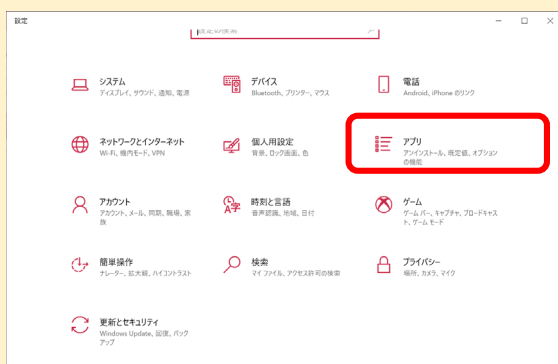 設定
設定の検索
システム
ディスプレイ、サウンド、通知、電源
デバイス
Bluetooth、プリンター、マウス
電話
Android、iPhone のリンク
ネットワークとインターネット
Wi-Fi、機内モード、VPN
個人用設定
背景、ロック画面、色
アプリ
アンインストール、既定値、オプション
の機能
アカウント
アカウント、メール、同期、職場、家
族
時刻と言語
音声認識、地域、日付
ゲーム
ゲーム バー、キャプチャ、ブロードキャス
ト、ゲーム モード
簡単操作
ナレーター、拡大鏡、ハイコントラスト
検索
マイ ファイル、アクセス許可の検索
プライバシー
場所、カメラ、マイク
更新とセキュリティ
Windows Update、回復、バック
アップ